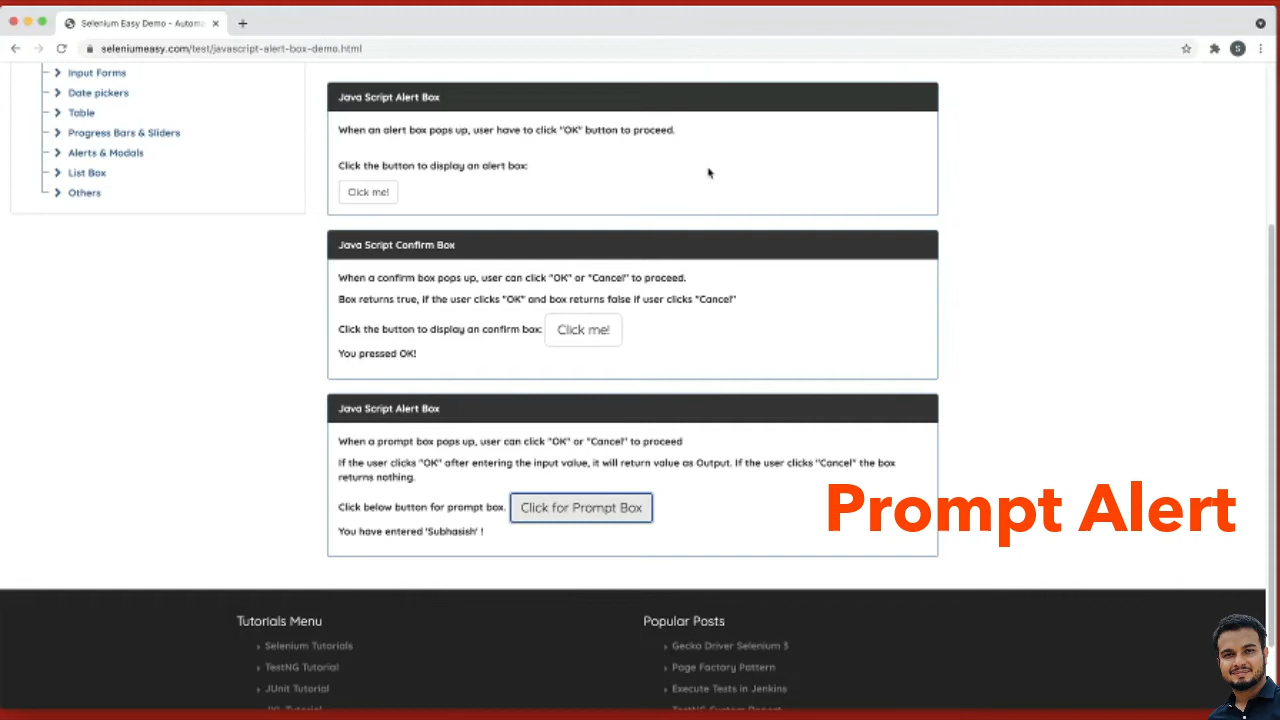 Selenium Easy Demo - Automa
seleniumeasy.com/test/javascript-alert-box-demo.html
S
Input Forms
Date pickers
Table
Progress Bars & Sliders
Alerts & Modals
List Box
Others
Java Script Alert Box
When an alert box pops up, user have to click "OK" button to proceed.
Click the button to display an alert box:
Click me!
Java Script Confirm Box
When a confirm box pops up, user can click "OK" or "Cancel" to proceed.
Box returns true, if the user clicks "OK" and box returns false if user clicks "Cancel"
Click the button to display an confirm box: Click me!
You pressed OK!
Java Script Alert Box
When a prompt box pops up, user can click "OK" or "Cancel" to proceed
If the user clicks "OK" after entering the input value, it will return value as Output. If the user clicks "Cancel" the box
returns nothing.
Click below button for prompt box. Click for Prompt Box
You have entered 'Subhasish' !
Prompt Alert
Tutorials Menu
Selenium Tutorials
TestNG Tutorial
JUnit Tutorial
Popular Posts
Gecko Driver Selenium 3
Page Factory Pattern
Execute Tests in Jenkins